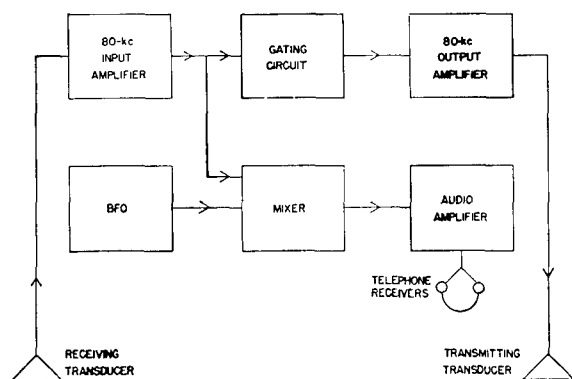 80-kc
INPUT
AMPLIFIER
GATING
CIRCUIT
80-kc
OUTPUT
AMPLIFIER
BFO
MIXER
AUDIO
AMPLIFIER
TELEPHONE
RECEIVERS
RECEIVING
TRANSDUCER
TRANSMITTING
TRANSDUCER